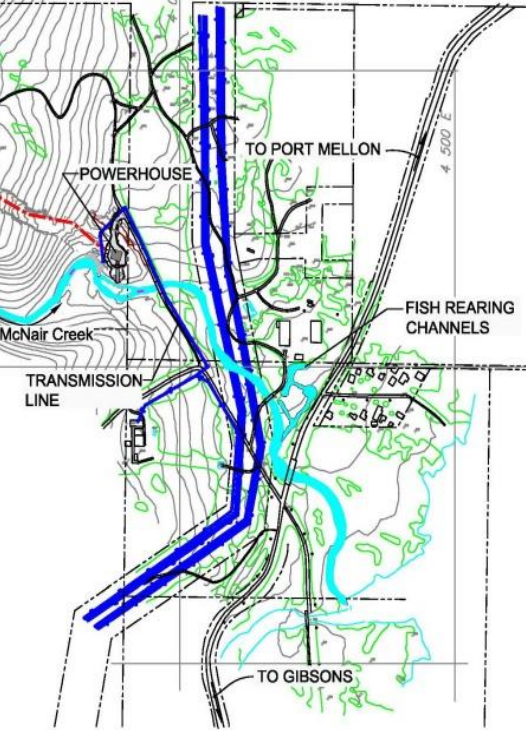 TO PORT MELLON
4 500 E
POWERHOUSE
FISH REARING
CHANNELS
McNair Creek
TRANSMISSION
LINE
TO GIBSONS